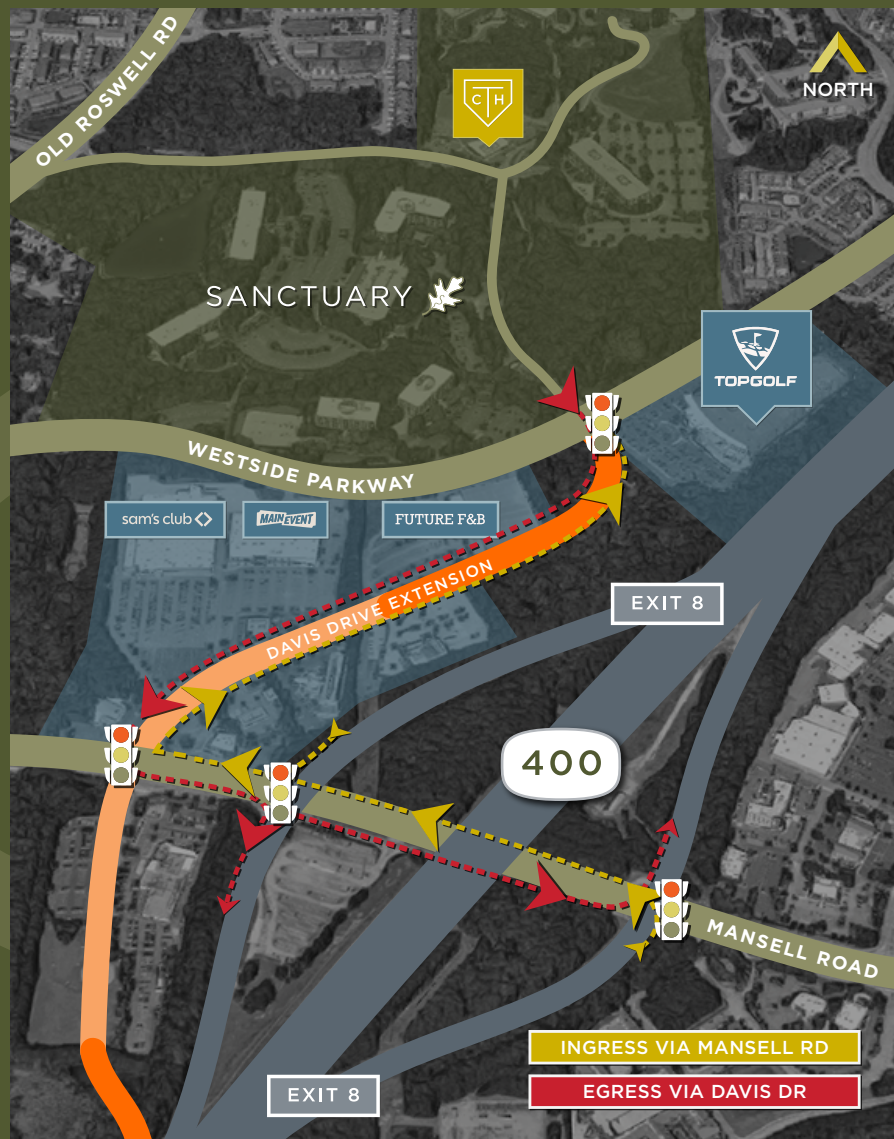 OLD ROSWELL RD
CTH
NORTH
SANCTUARY
TOPGOLF
WESTSIDE PARKWAY
sam's club
MAIN EVENT
FUTURE F&B
DAVIS DRIVE EXTENSION
EXIT 8
400
MANSELL ROAD
INGRESS VIA MANSELL RD
EGRESS VIA DAVIS DR
EXIT 8